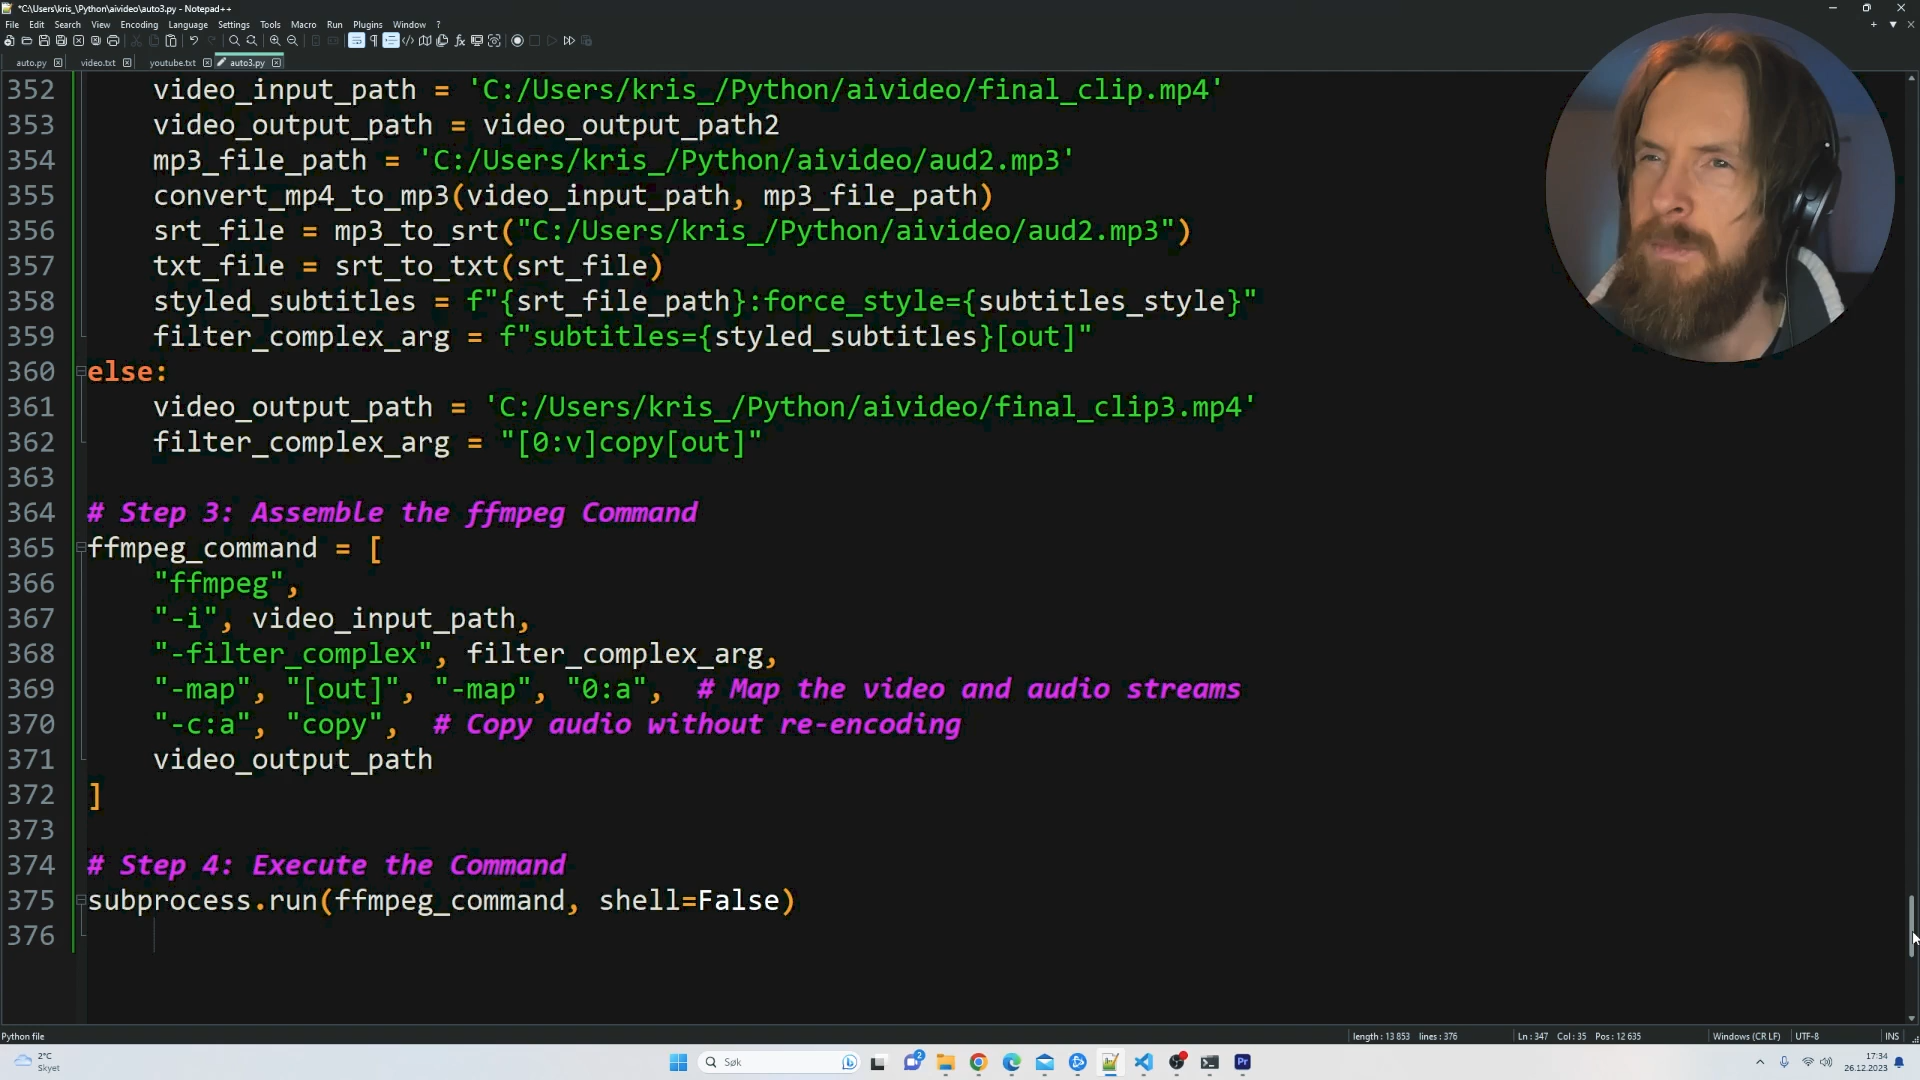 *C:\Users\kris_\Python\aivideo\auto3.py - Notepad++
File Edit Search View Encoding Language Settings Tools Macro Run Plugins Window ?
auto.py video.txt youtube.txt auto3.py
352 video_input_path = 'C:/Users/kris_/Python/aivideo/final_clip.mp4'
353 video_output_path = video_output_path2
354 mp3_file_path = 'C:/Users/kris_/Python/aivideo/aud2.mp3'
355 convert_mp4_to_mp3(video_input_path, mp3_file_path)
356 srt_file = mp3_to_srt("C:/Users/kris_/Python/aivideo/aud2.mp3")
357 txt_file = srt_to_txt(srt_file)
358 styled_subtitles = f"{srt_file_path}:force_style={subtitles_style}"
359 filter_complex_arg = f"subtitles={styled_subtitles}[out]"
360 else:
361 video_output_path = 'C:/Users/kris_/Python/aivideo/final_clip3.mp4'
362 filter_complex_arg = "[0:v]copy[out]"
363
364 # Step 3: Assemble the ffmpeg Command
365 ffmpeg_command = [
366 "ffmpeg",
367 "-i", video_input_path,
368 "-filter_complex", filter_complex_arg,
369 "-map", "[out]", "-map", "0:a", # Map the video and audio streams
370 "-c:a", "copy", # Copy audio without re-encoding
371 video_output_path
372 ]
373
374 # Step 4: Execute the Command
375 subprocess.run(ffmpeg_command, shell=False)
376
Python file length : 13 853 lines : 376 Ln : 347 Col : 35 Pos : 12 635 Windows (CR LF) UTF-8 INS
2°C
Skyet
Søk
2
Pr
17:34
26.12.2023